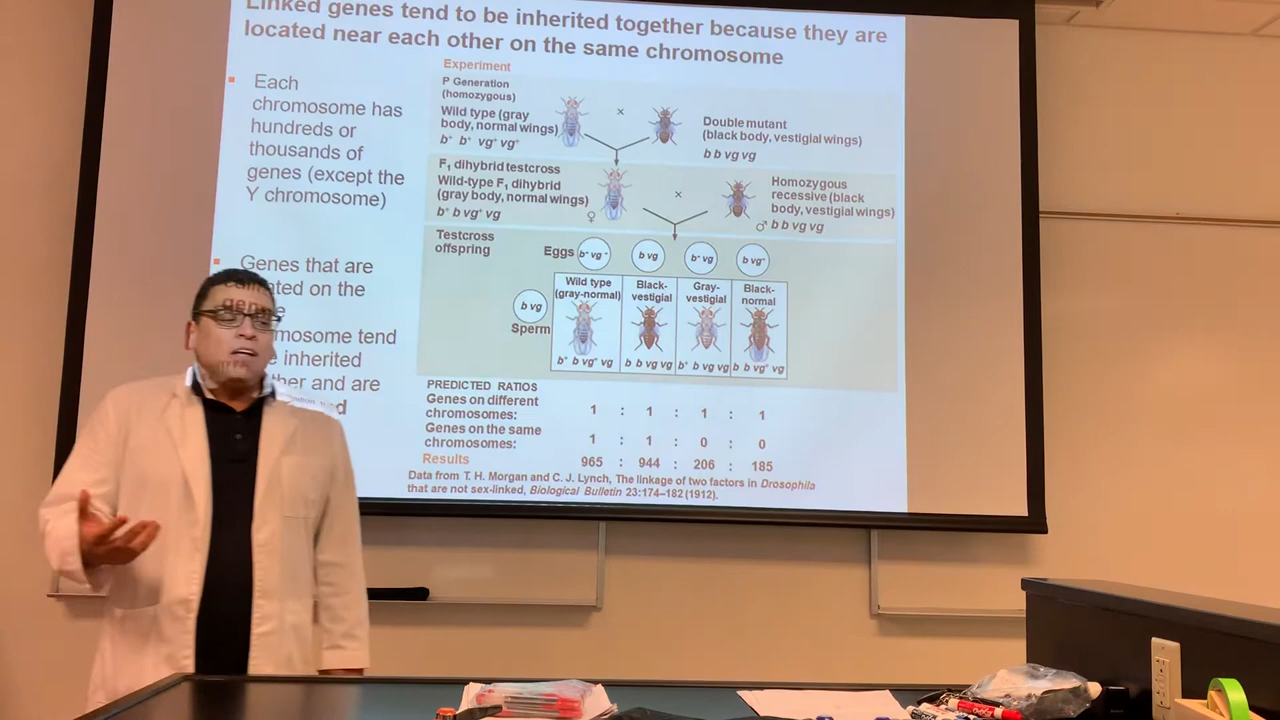 Linked genes tend to be inherited together because they are
located near each other on the same chromosome
▪ Each
chromosome has
hundreds or
thousands of
genes (except the
Y chromosome)
▪ Genes that are
on the
mosome tend
inherited
ther and are
Experiment
P Generation
(homozygous)
Wild type (gray
body, normal wings)
b⁺ b⁺ vg⁺ vg⁺
×
Double mutant
(black body, vestigial wings)
b b vg vg
F₁ dihybrid testcross
Wild-type F₁ dihybrid
(gray body, normal wings)
b⁺ b vg⁺ vg
♀
×
Homozygous
recessive (black
body, vestigial wings)
♂ b b vg vg
Testcross
offspring
Eggs
b⁺ vg⁺
b vg
b⁺ vg
b vg⁺
Wild type
(gray-normal)
Black-
vestigial
Gray-
vestigial
Black-
normal
b vg
Sperm
b⁺ b vg⁺ vg
b b vg vg
b⁺ b vg vg
b b vg⁺ vg
PREDICTED RATIOS
Genes on different
chromosomes:
1 : 1 : 1 : 1
Genes on the same
chromosomes:
1 : 1 : 0 : 0
Results
965 : 944 : 206 : 185
Data from T. H. Morgan and C. J. Lynch, The linkage of two factors in Drosophila
that are not sex-linked, Biological Bulletin 23:174–182 (1912).